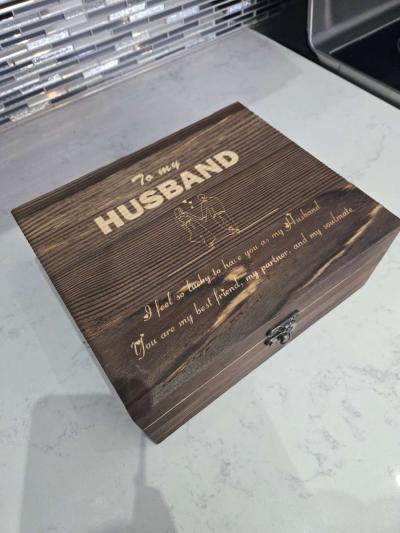 To my
HUSBAND
I feel so lucky to have you as my Husband
You are my best friend, my partner, and my soulmate